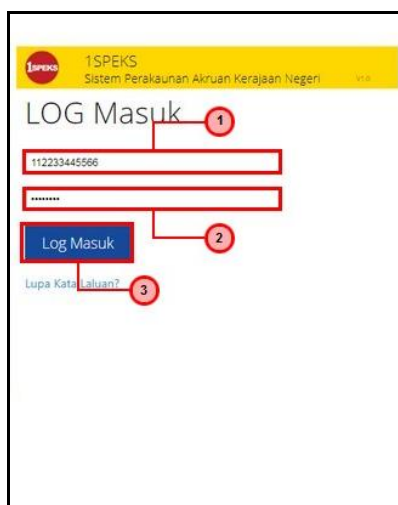 1SPEKS
1SPEKS
Sistem Perakaunan Akruan Kerajaan Negeri
V1.0
LOG Masuk
1
112233445566
••••••••
2
Log Masuk
Lupa Kata Laluan?
3